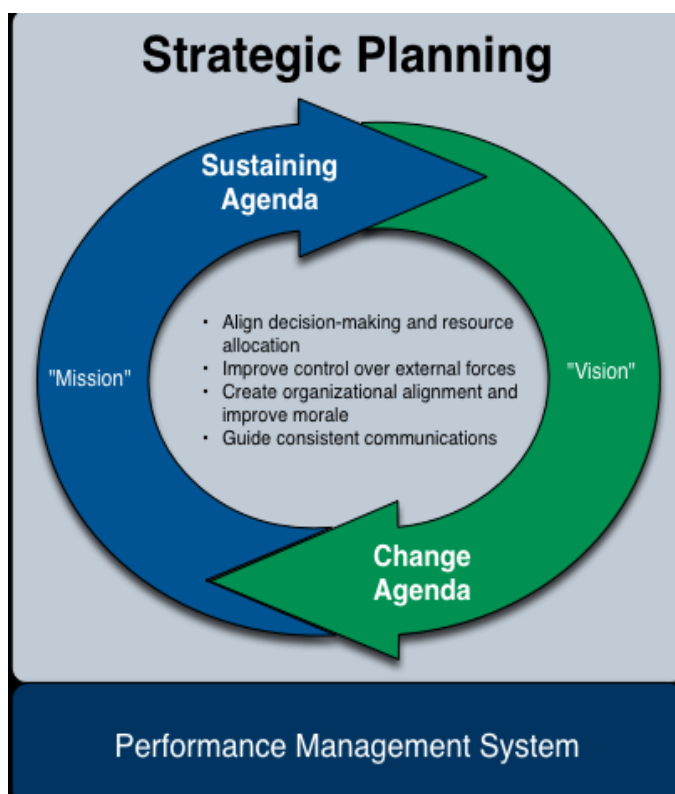 Strategic Planning
Sustaining
Agenda
"Mission"
• Align decision-making and resource
allocation
• Improve control over external forces
• Create organizational alignment and
improve morale
• Guide consistent communications
"Vision"
Change
Agenda
Performance Management System